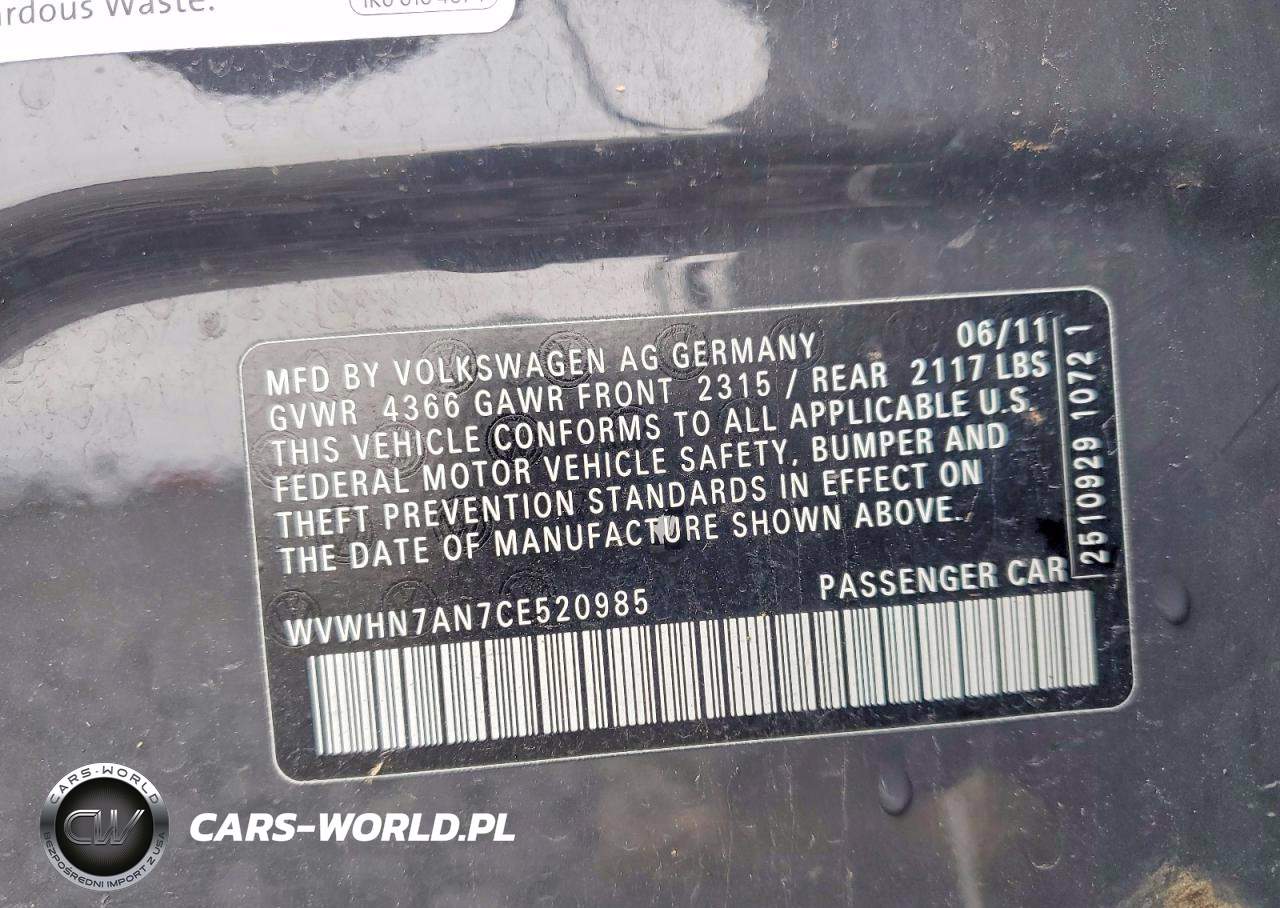 ardous Waste.
MFD BY VOLKSWAGEN AG GERMANY 06/11
GVWR 4366 GAWR FRONT 2315 / REAR 2117 LBS
THIS VEHICLE CONFORMS TO ALL APPLICABLE U.S.
FEDERAL MOTOR VEHICLE SAFETY, BUMPER AND
THEFT PREVENTION STANDARDS IN EFFECT ON
THE DATE OF MANUFACTURE SHOWN ABOVE.
2510929 1072 1
WVWHN7AN7CE520985 PASSENGER CAR
CARS-WORLD
CW
BEZPOŚREDNI IMPORT Z USA
CARS-WORLD.PL